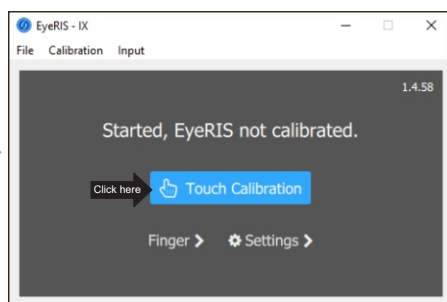 EyeRIS - IX
File Calibration Input
1.4.58
Started, EyeRIS not calibrated.
Click here
Touch Calibration
Finger Settings